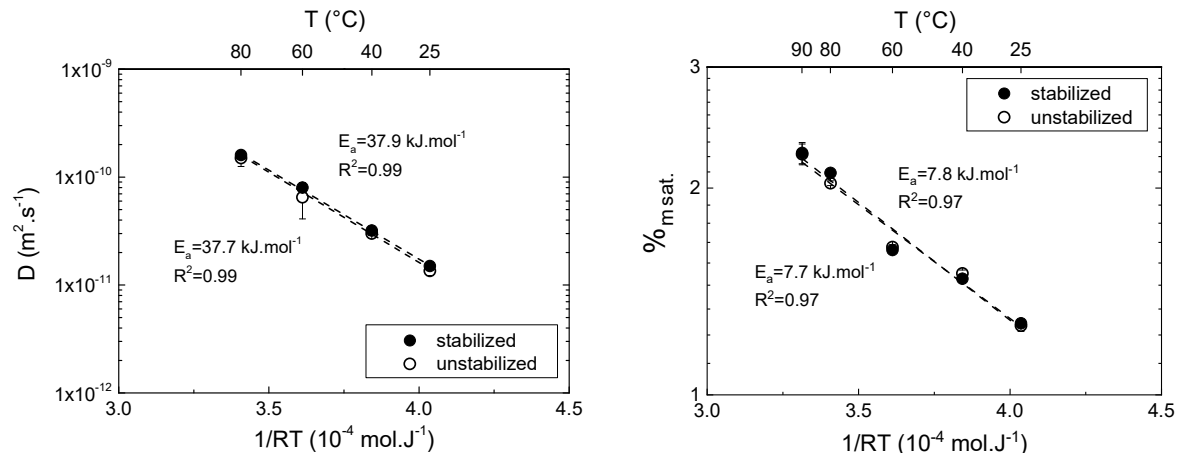 T (°C)
80 60 40 25
1x10⁻⁹
1x10⁻¹⁰
1x10⁻¹¹
1x10⁻¹²
D (m².s⁻¹)
Eₐ=37.9 kJ.mol⁻¹
R²=0.99
Eₐ=37.7 kJ.mol⁻¹
R²=0.99
stabilized
unstabilized
3.0 3.5 4.0 4.5
1/RT (10⁻⁴ mol.J⁻¹)
T (°C)
90 80 60 40 25
3
2
1
%m sat.
stabilized
unstabilized
Eₐ=7.8 kJ.mol⁻¹
R²=0.97
Eₐ=7.7 kJ.mol⁻¹
R²=0.97
3.0 3.5 4.0 4.5
1/RT (10⁻⁴ mol.J⁻¹)